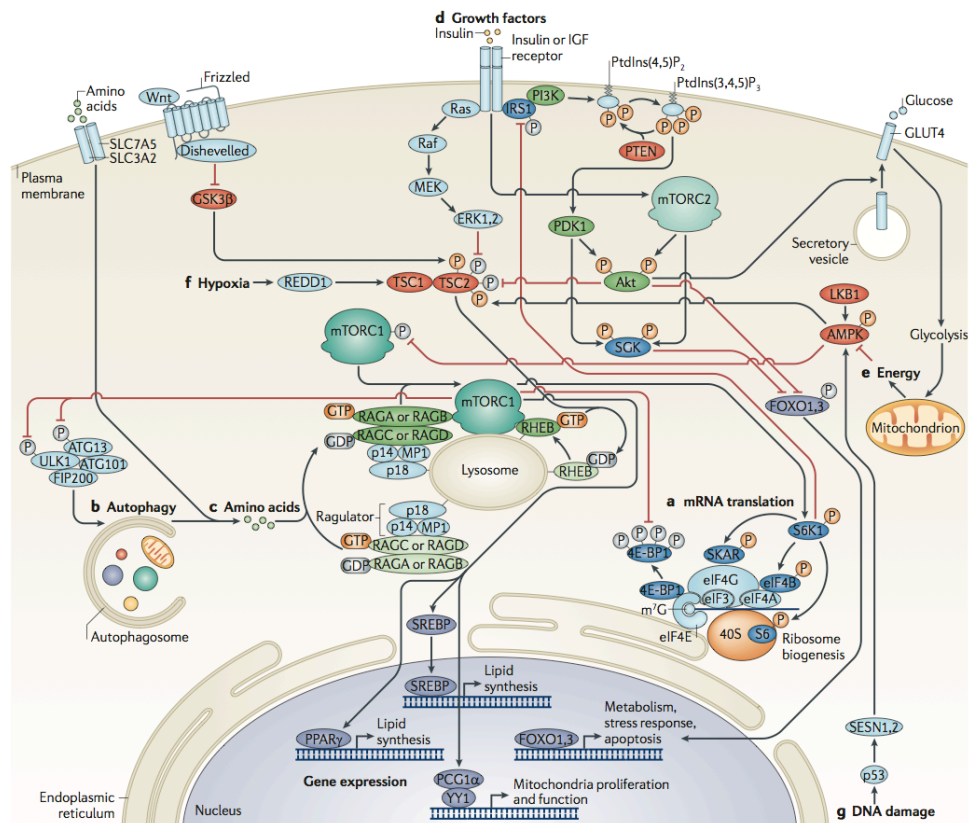 d Growth factors
Insulin
Insulin or IGF
receptor
PtdIns(4,5)P2
PtdIns(3,4,5)P3
Amino
acids
Wnt
Frizzled
SLC7A5
SLC3A2
Dishevelled
Plasma
membrane
GSK3β
Ras
IRS1
PI3K
P
P
P
P
P
P
PTEN
Raf
MEK
ERK1,2
PDK1
mTORC2
Glucose
GLUT4
Secretory
vesicle
f Hypoxia
REDD1
TSC1
TSC2
P
P
P
P
P
P
Akt
LKB1
AMPK
P
Glycolysis
e Energy
Mitochondrion
mTORC1
P
P
P
SGK
FOXO1,3
P
GTP
RAGA or RAGB
GDP
RAGC or RAGD
p14
MP1
p18
mTORC1
RHEB
GTP
Lysosome
RHEB
GDP
P
P
ATG13
ULK1
ATG101
FIP200
b Autophagy
c Amino acids
Autophagosome
Ragulator
p18
p14
MP1
GTP
RAGC or RAGD
GDP
RAGA or RAGB
a mRNA translation
S6K1
P
P
P
P
P
4E-BP1
4E-BP1
SKAR
P
eIF4G
eIF4B
P
eIF3
eIF4A
m7G
eIF4E
40S
S6
P
Ribosome
biogenesis
SREBP
SREBP
Lipid
synthesis
PPARγ
Lipid
synthesis
Gene expression
PCG1α
YY1
Mitochondria proliferation
and function
FOXO1,3
Metabolism,
stress response,
apoptosis
SESN1,2
p53
g DNA damage
Endoplasmic
reticulum
Nucleus